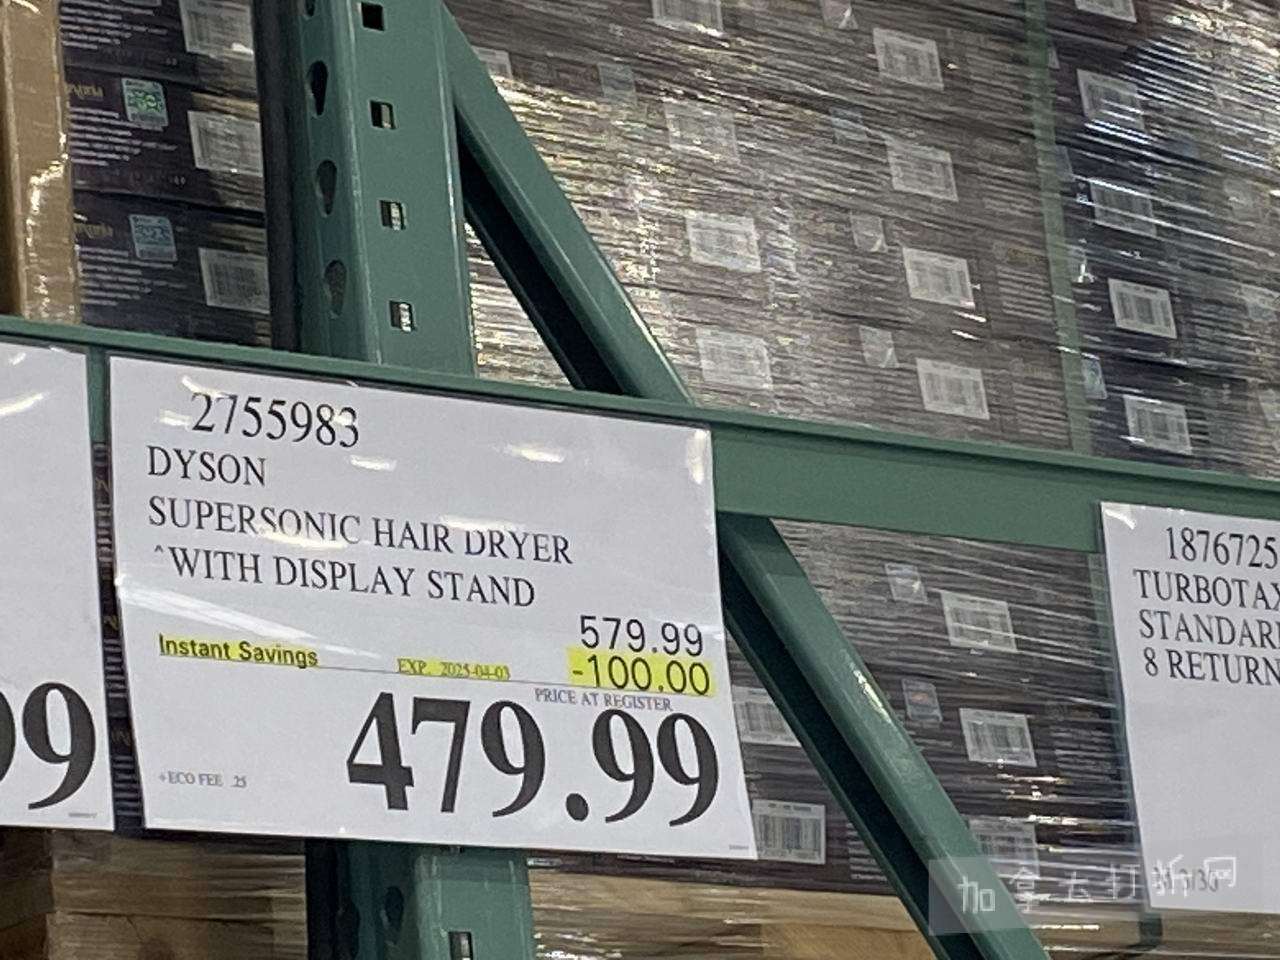 99
2755983
DYSON
SUPERSONIC HAIR DRYER
^WITH DISPLAY STAND
579.99
Instant Savings EXP. 2025-04-03 -100.00
PRICE AT REGISTER
479.99
+ECO FEE .25
1876725
TURBOTAX
STANDAR
8 RETURN
加拿大打折网